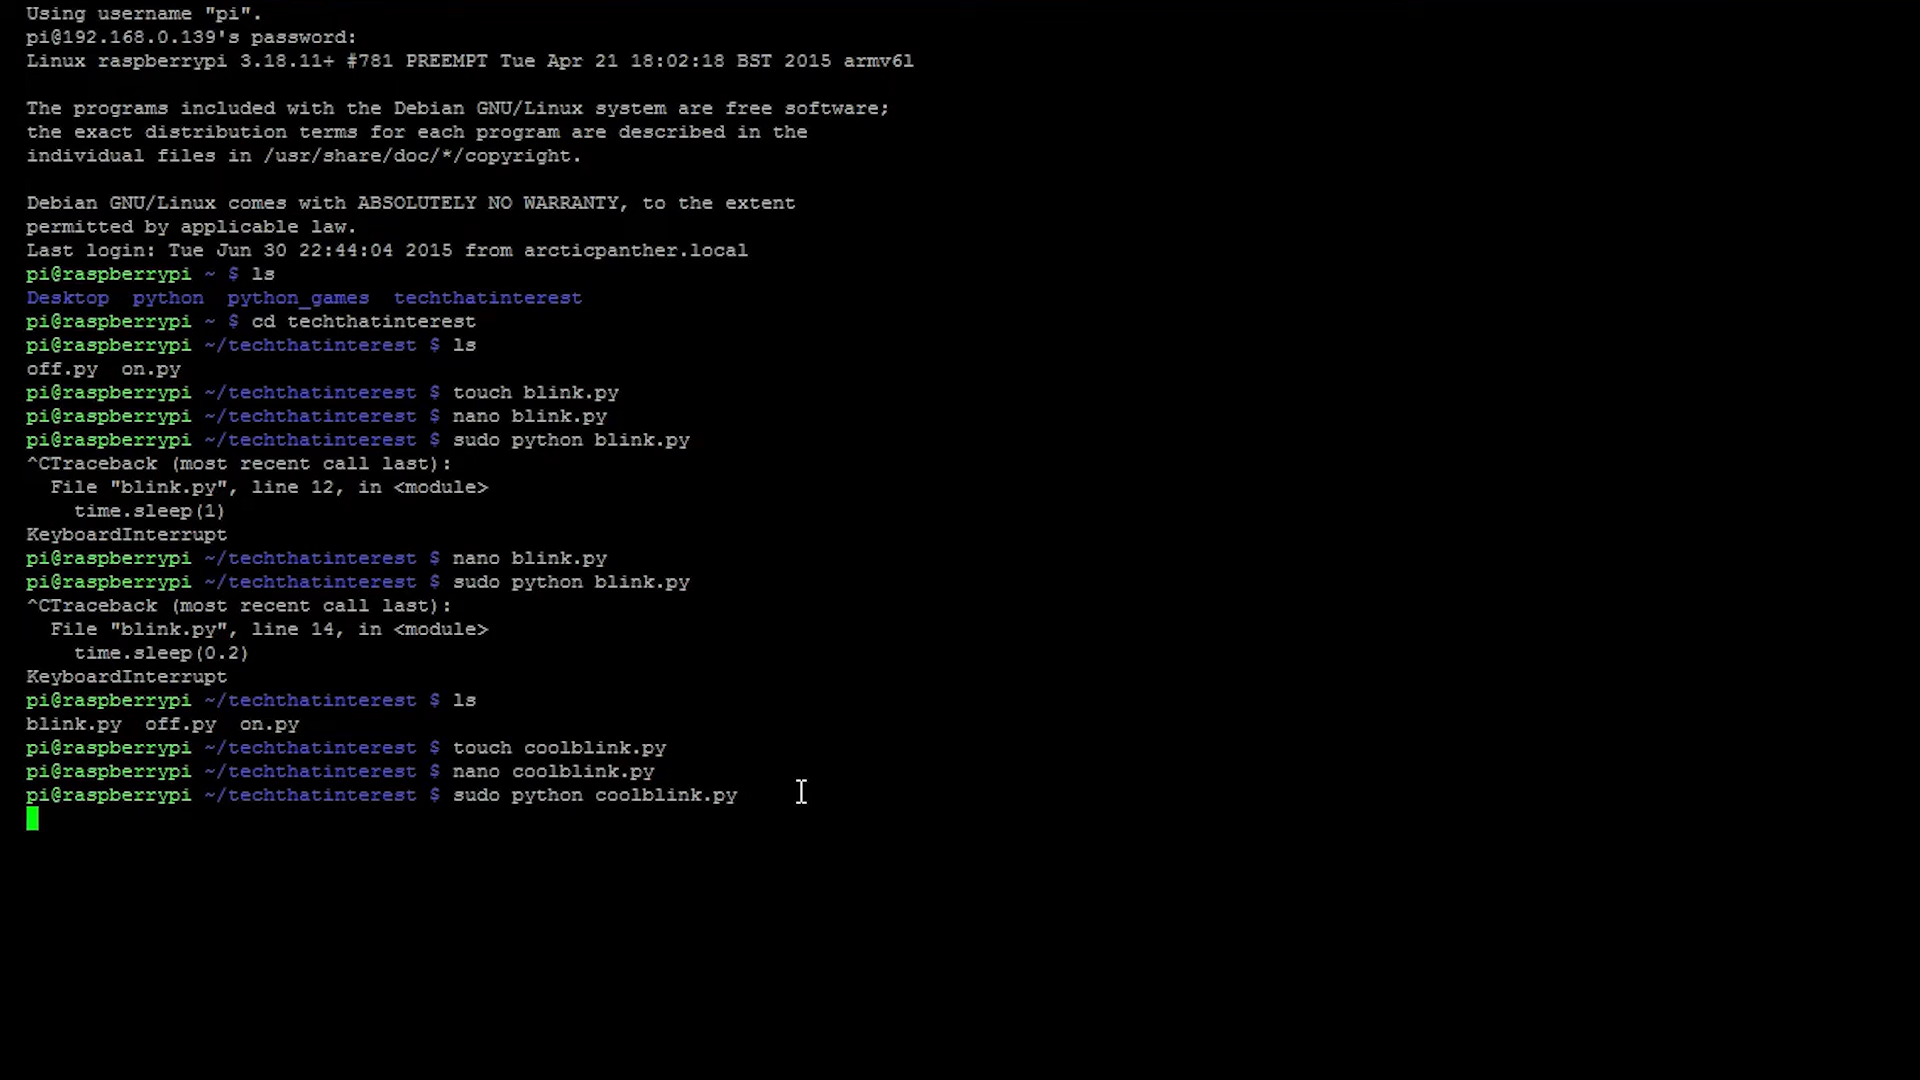 Using username "pi".
pi@192.168.0.139's password:
Linux raspberrypi 3.18.11+ #781 PREEMPT Tue Apr 21 18:02:18 BST 2015 armv6l
The programs included with the Debian GNU/Linux system are free software;
the exact distribution terms for each program are described in the
individual files in /usr/share/doc/*/copyright.
Debian GNU/Linux comes with ABSOLUTELY NO WARRANTY, to the extent
permitted by applicable law.
Last login: Tue Jun 30 22:44:04 2015 from arcticpanther.local
pi@raspberrypi ~ $ ls
Desktop  python  python_games  techthatinterest
pi@raspberrypi ~ $ cd techthatinterest
pi@raspberrypi ~/techthatinterest $ ls
off.py  on.py
pi@raspberrypi ~/techthatinterest $ touch blink.py
pi@raspberrypi ~/techthatinterest $ nano blink.py
pi@raspberrypi ~/techthatinterest $ sudo python blink.py
^CTraceback (most recent call last):
  File "blink.py", line 12, in <module>
    time.sleep(1)
KeyboardInterrupt
pi@raspberrypi ~/techthatinterest $ nano blink.py
pi@raspberrypi ~/techthatinterest $ sudo python blink.py
^CTraceback (most recent call last):
  File "blink.py", line 14, in <module>
    time.sleep(0.2)
KeyboardInterrupt
pi@raspberrypi ~/techthatinterest $ ls
blink.py  off.py  on.py
pi@raspberrypi ~/techthatinterest $ touch coolblink.py
pi@raspberrypi ~/techthatinterest $ nano coolblink.py
pi@raspberrypi ~/techthatinterest $ sudo python coolblink.py